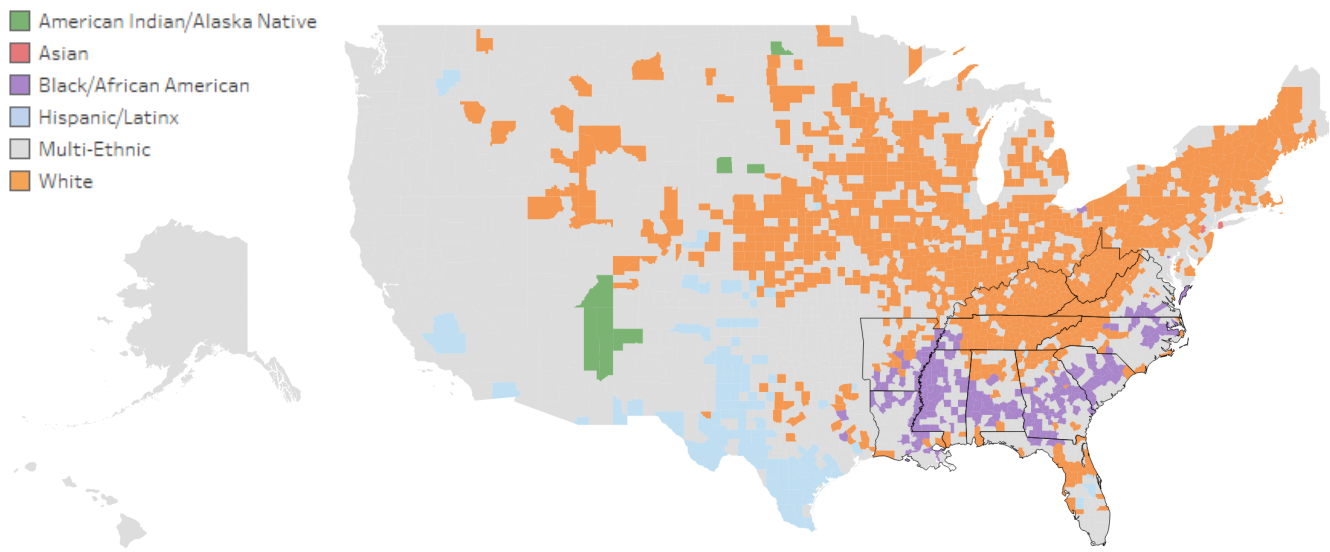 American Indian/Alaska Native
Asian
Black/African American
Hispanic/Latinx
Multi-Ethnic
White